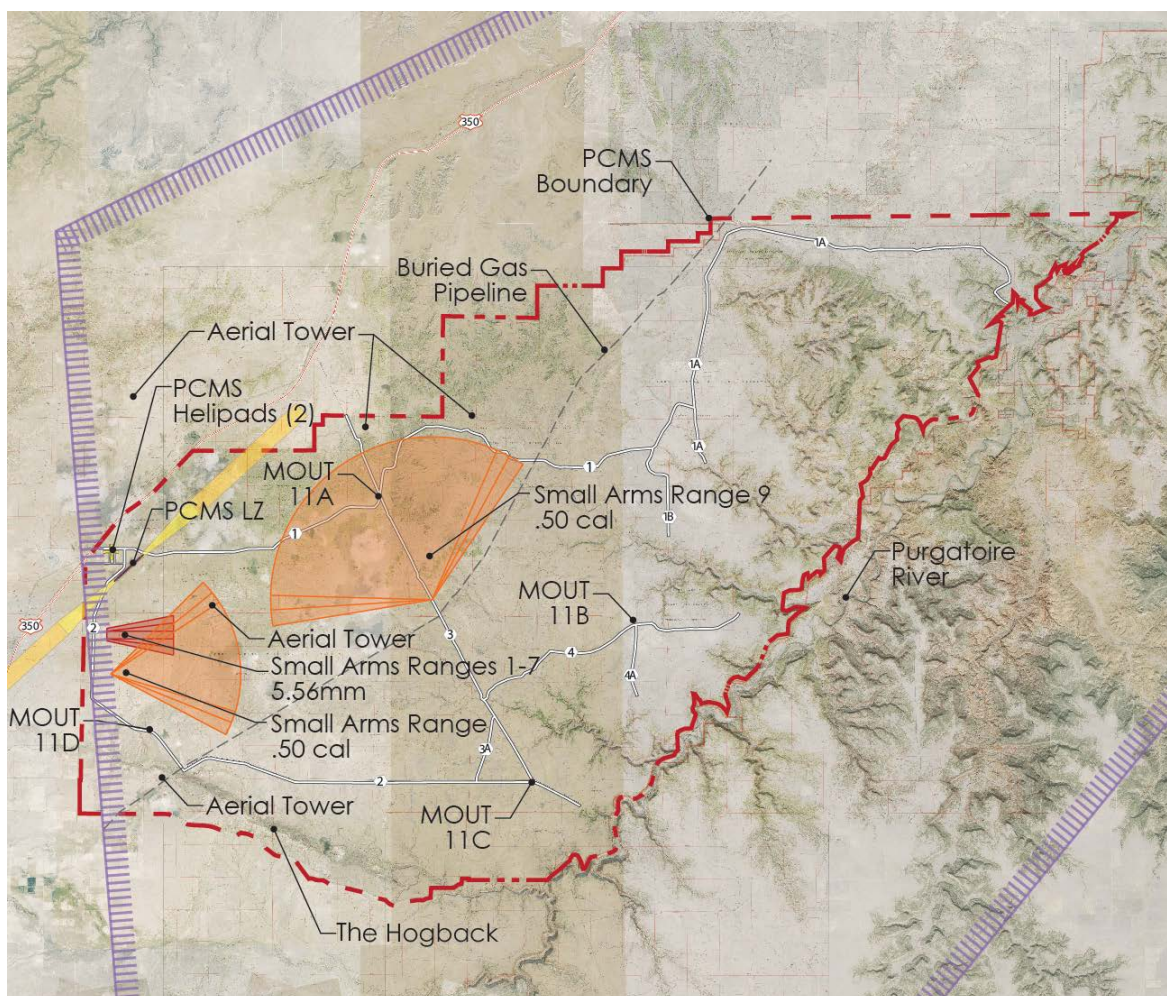 350
PCMS
Boundary
1A
Buried Gas
Pipeline
Aerial Tower
1A
PCMS
Helipads (2)
1A
MOUT
11A
1
Small Arms Range 9
.50 cal
PCMS LZ
1
1B
Purgatoire
River
MOUT
11B
350
2
3
Aerial Tower
4
Small Arms Ranges 1-7
5.56mm
4A
MOUT
11D
Small Arms Range
.50 cal
3A
2
Aerial Tower
MOUT
11C
The Hogback